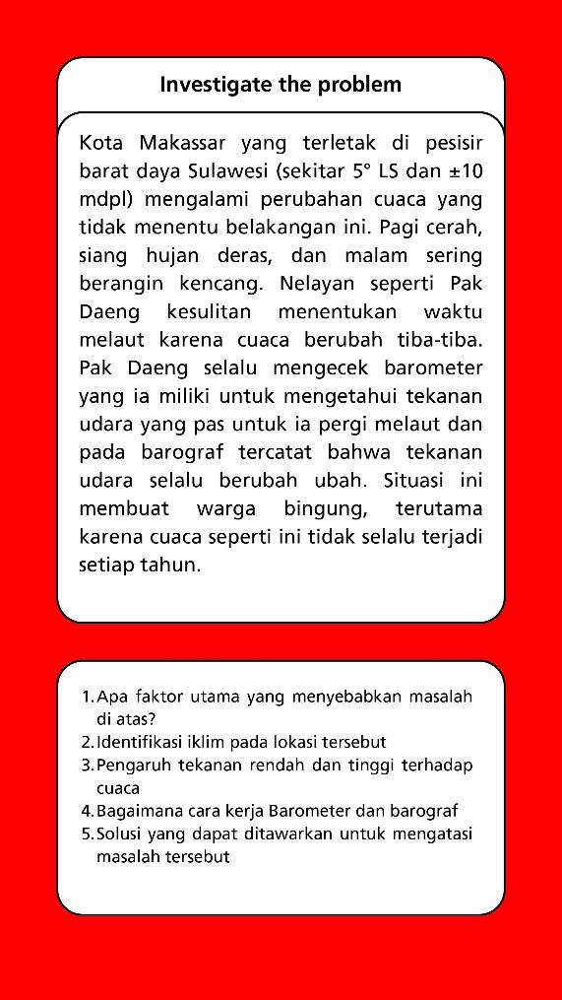 Investigate the problem
Kota Makassar yang terletak di pesisir
barat daya Sulawesi (sekitar 5° LS dan ±10
mdpl) mengalami perubahan cuaca yang
tidak menentu belakangan ini. Pagi cerah,
siang hujan deras, dan malam sering
berangin kencang. Nelayan seperti Pak
Daeng kesulitan menentukan waktu
melaut karena cuaca berubah tiba-tiba.
Pak Daeng selalu mengecek barometer
yang ia miliki untuk mengetahui tekanan
udara yang pas untuk ia pergi melaut dan
pada barograf tercatat bahwa tekanan
udara selalu berubah ubah. Situasi ini
membuat warga bingung, terutama
karena cuaca seperti ini tidak selalu terjadi
setiap tahun.
1. Apa faktor utama yang menyebabkan masalah
di atas?
2. Identifikasi iklim pada lokasi tersebut
3. Pengaruh tekanan rendah dan tinggi terhadap
cuaca
4. Bagaimana cara kerja Barometer dan barograf
5. Solusi yang dapat ditawarkan untuk mengatasi
masalah tersebut